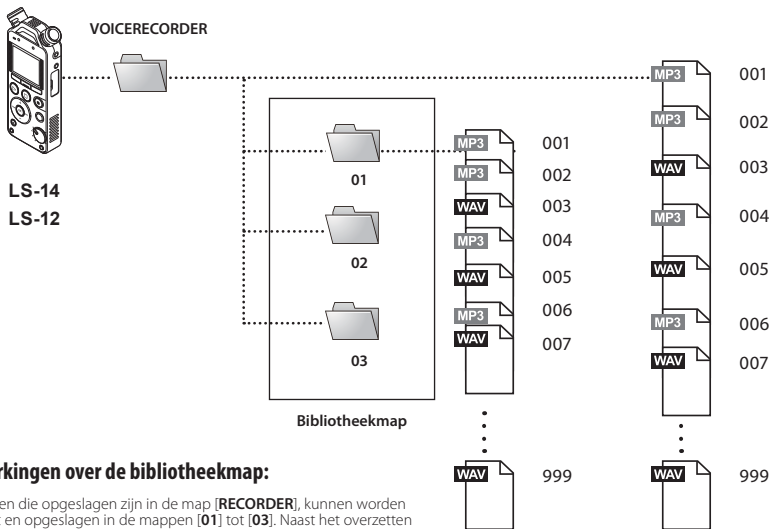 VOICERECORDER
LS-14
LS-12
01
02
03
Bibliotheekmap
MP3 001
MP3 002
WAV 003
MP3 004
WAV 005
MP3 006
WAV 007
WAV 999
MP3 001
MP3 002
WAV 003
MP3 004
WAV 005
MP3 006
WAV 007
WAV 999
rkingen over de bibliotheekmap:
en die opgeslagen zijn in de map [RECORDER], kunnen worden
t en opgeslagen in de mappen [01] tot [03]. Naast het overzetten